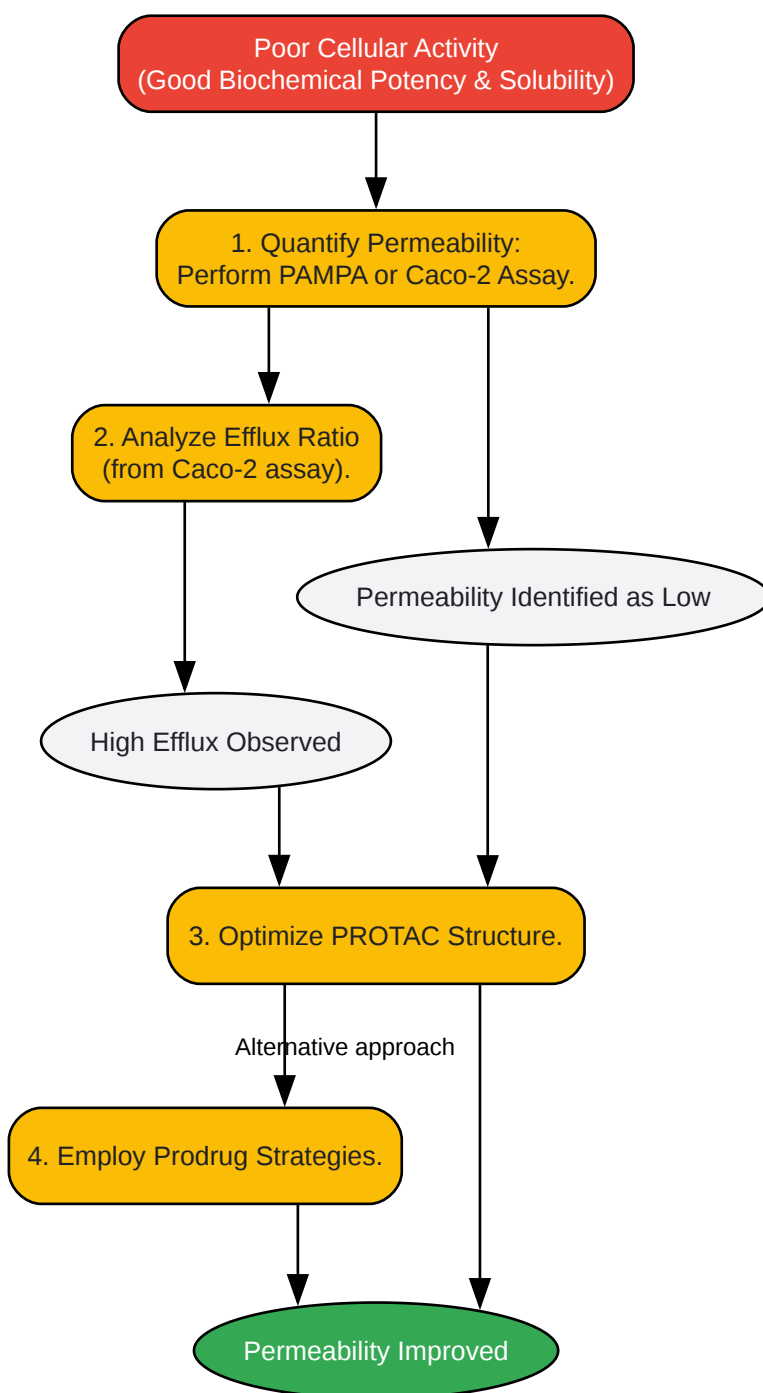 Poor Cellular Activity
(Good Biochemical Potency & Solubility)
1. Quantify Permeability:
Perform PAMPA or Caco-2 Assay.
2. Analyze Efflux Ratio
(from Caco-2 assay).
Permeability Identified as Low
High Efflux Observed
3. Optimize PROTAC Structure.
Alternative approach
4. Employ Prodrug Strategies.
Permeability Improved